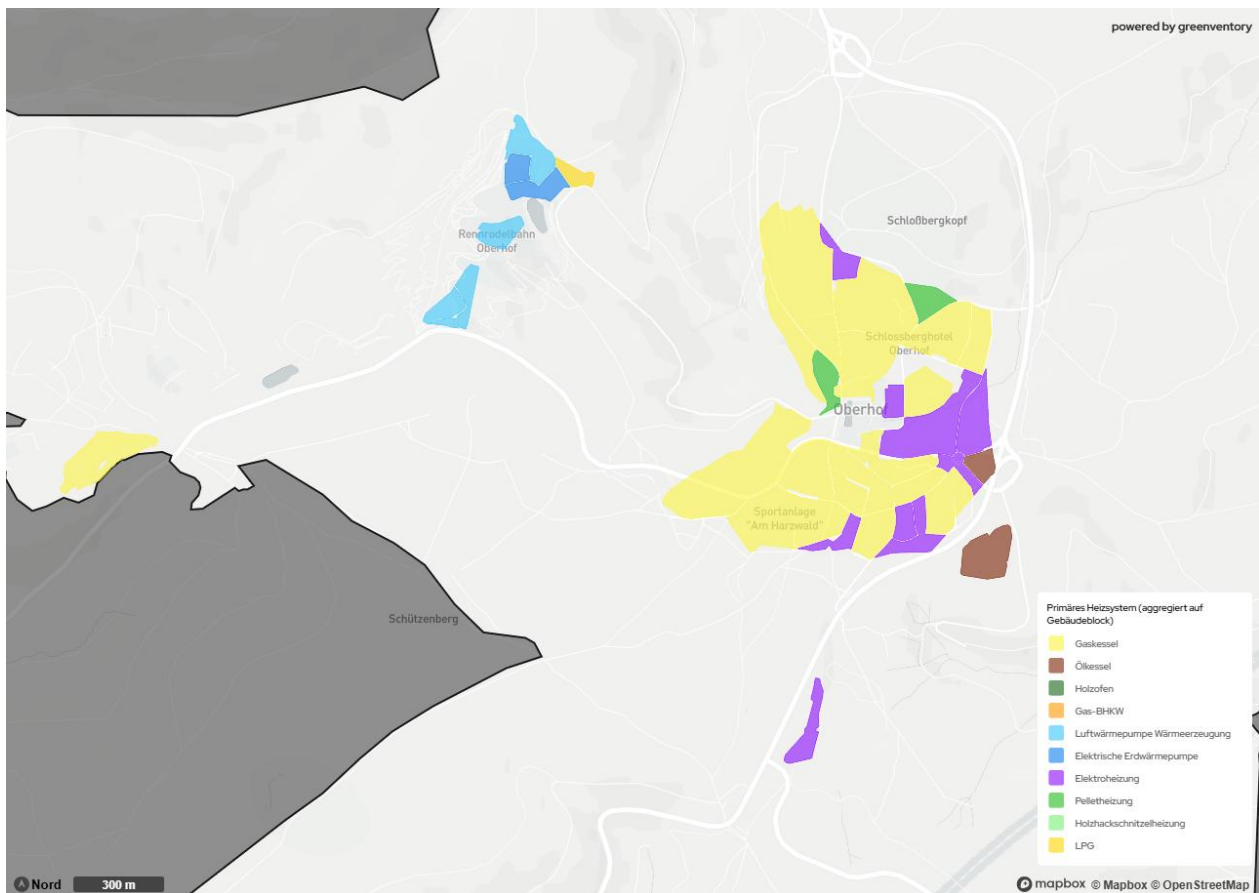 powered by greenventory
Schloßbergkopf
Rennrodelbahn
Oberhof
Schlossberghotel
Oberhof
Oberhof
Sportanlage
"Am Harzwald"
Schützenberg
Primäres Heizsystem (aggregiert auf
Gebäudeblock)
Gaskessel
Ölkessel
Holzofen
Gas-BHKW
Luftwärmepumpe Wärmeerzeugung
Elektrische Erdwärmepumpe
Elektroheizung
Pelletheizung
Holzhackschnitzelheizung
LPG
Nord 300 m
mapbox © Mapbox © OpenStreetMap